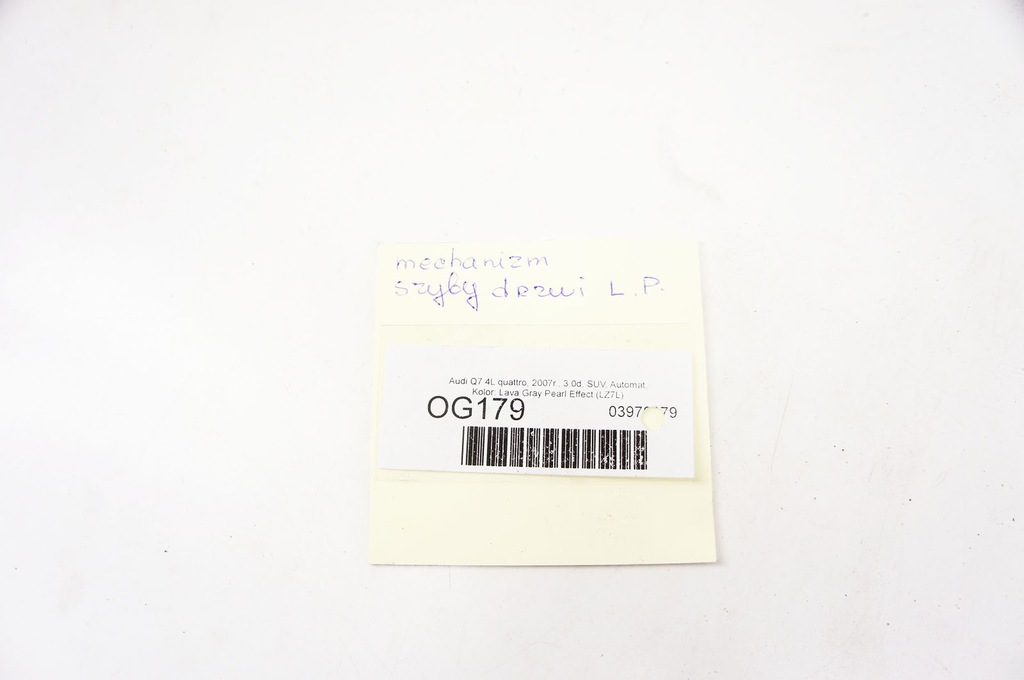 mechanizm
szyby drzwi L.P.
Audi Q7 4L quattro, 2007r., 3.0d, SUV, Automat,
Kolor: Lava Gray Pearl Effect (LZ7L)
OG179